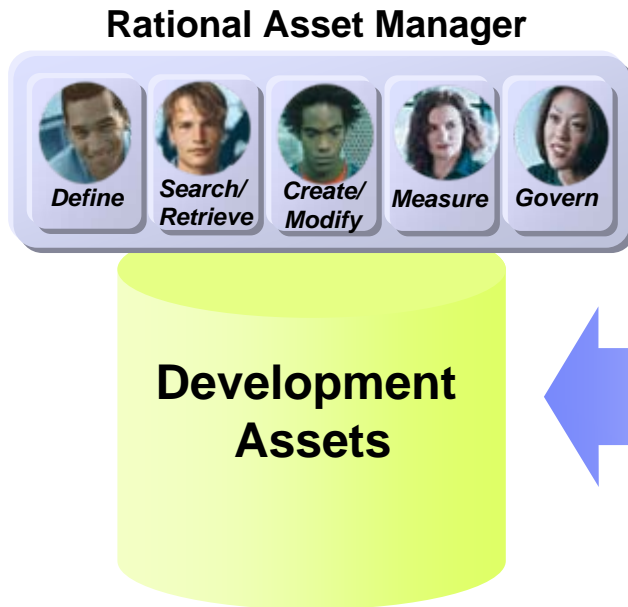 Rational Asset Manager
Define
Search/
Retrieve
Create/
Modify
Measure
Govern
Development
Assets